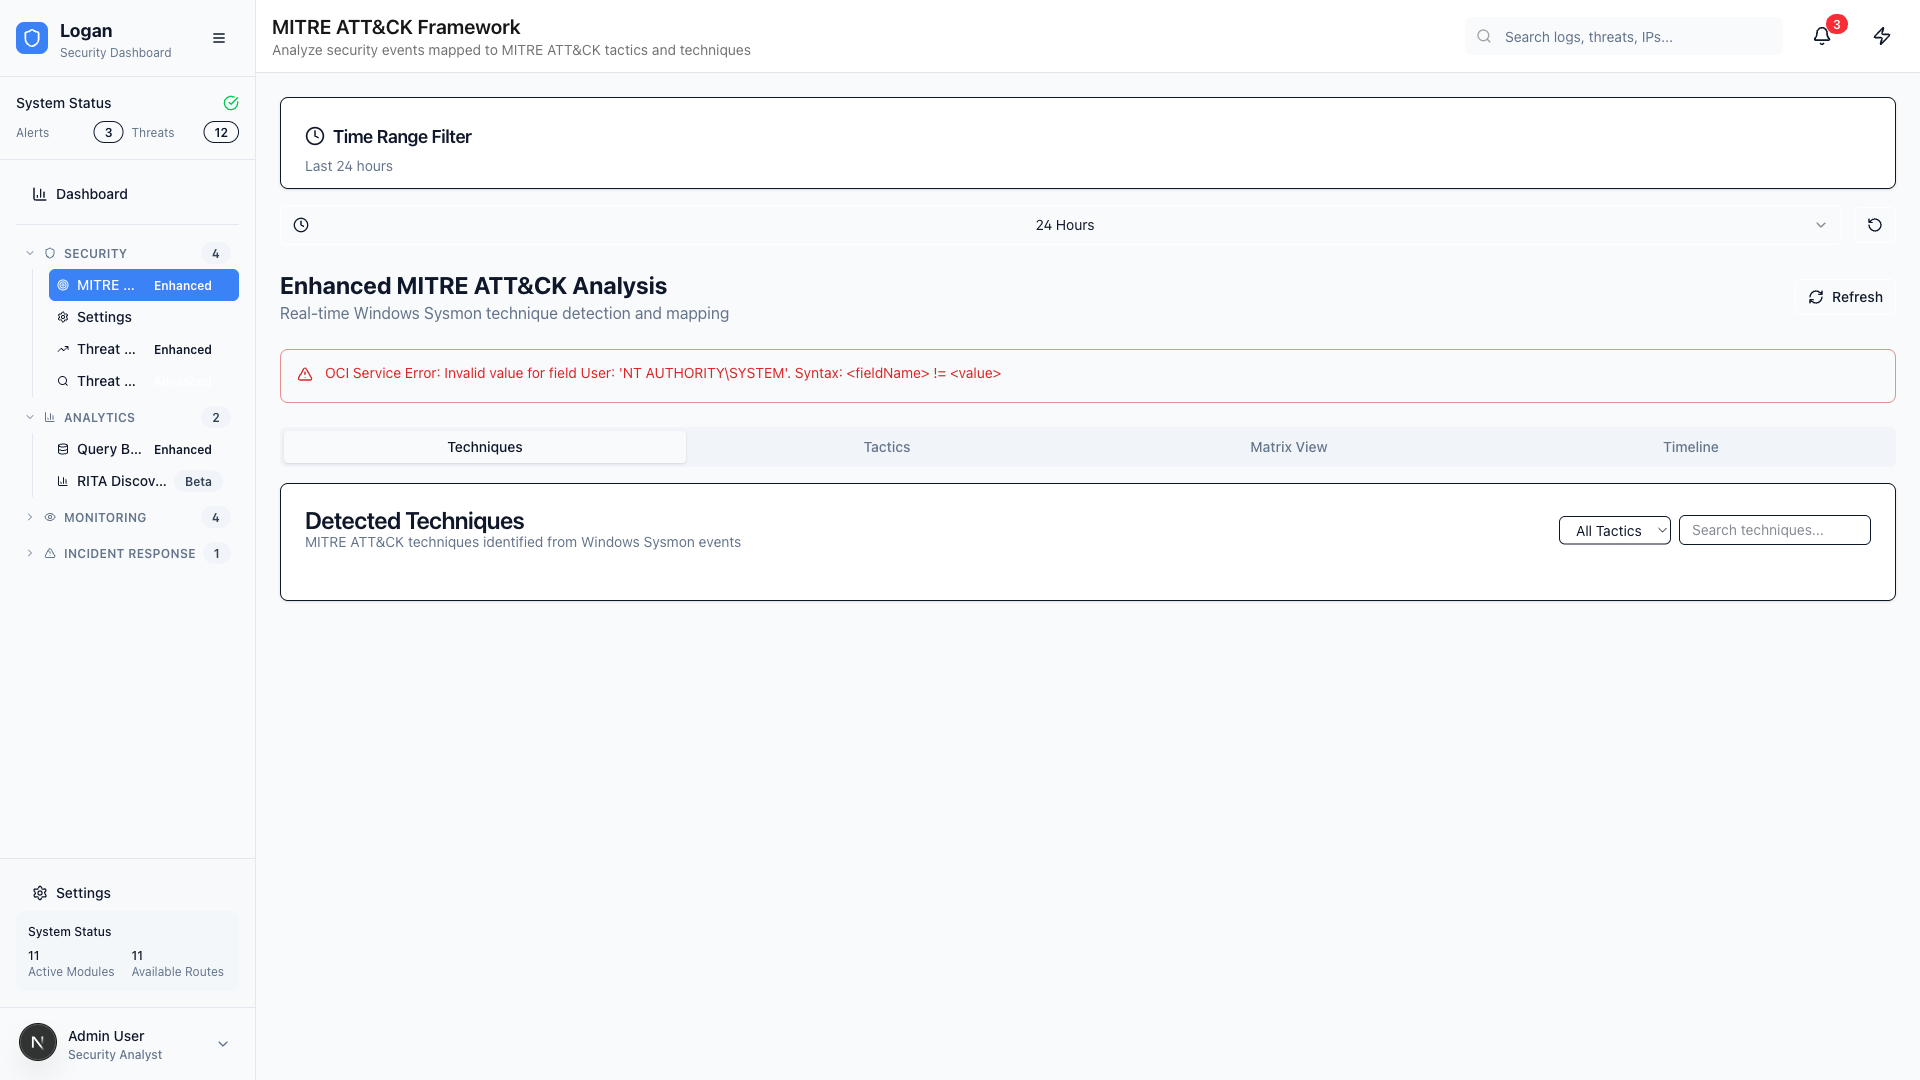 Logan
Security Dashboard
System Status
Alerts 3 Threats 12
Dashboard
SECURITY 4
MITRE ... Enhanced
Settings
Threat ... Enhanced
Threat ... Advanced
ANALYTICS 2
Query B... Enhanced
RITA Discov... Beta
MONITORING 4
INCIDENT RESPONSE 1
Settings
System Status
11 11
Active Modules Available Routes
N
Admin User
Security Analyst
MITRE ATT&CK Framework
Analyze security events mapped to MITRE ATT&CK tactics and techniques
Search logs, threats, IPs...
3
Time Range Filter
Last 24 hours
24 Hours
Enhanced MITRE ATT&CK Analysis
Real-time Windows Sysmon technique detection and mapping
Refresh
OCI Service Error: Invalid value for field User: 'NT AUTHORITY\SYSTEM'. Syntax: <fieldName> != <value>
Techniques Tactics Matrix View Timeline
Detected Techniques
MITRE ATT&CK techniques identified from Windows Sysmon events
All Tactics
Search techniques...